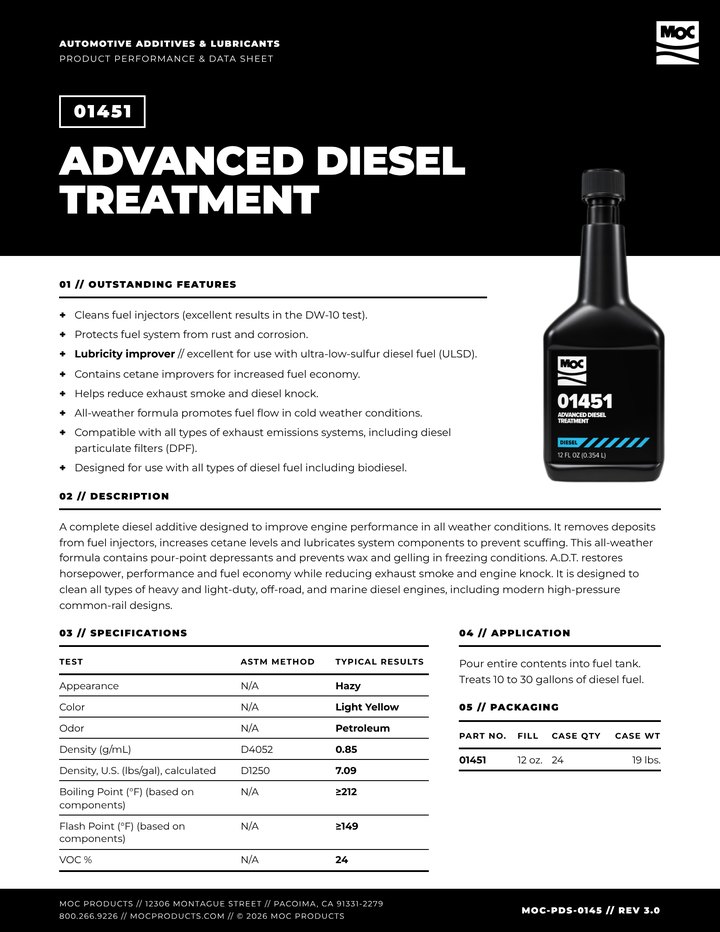 AUTOMOTIVE ADDITIVES & LUBRICANTS
PRODUCT PERFORMANCE & DATA SHEET
MOC
01451
ADVANCED DIESEL
TREATMENT
01 // OUTSTANDING FEATURES
+ Cleans fuel injectors (excellent results in the DW-10 test).
+ Protects fuel system from rust and corrosion.
+ Lubricity improver // excellent for use with ultra-low-sulfur diesel fuel (ULSD).
+ Contains cetane improvers for increased fuel economy.
+ Helps reduce exhaust smoke and diesel knock.
+ All-weather formula promotes fuel flow in cold weather conditions.
+ Compatible with all types of exhaust emissions systems, including diesel
particulate filters (DPF).
+ Designed for use with all types of diesel fuel including biodiesel.
MOC
01451
ADVANCED DIESEL
TREATMENT
DIESEL
12 FL OZ (0.354 L)
02 // DESCRIPTION
A complete diesel additive designed to improve engine performance in all weather conditions. It removes deposits
from fuel injectors, increases cetane levels and lubricates system components to prevent scuffing. This all-weather
formula contains pour-point depressants and prevents wax and gelling in freezing conditions. A.D.T. restores
horsepower, performance and fuel economy while reducing exhaust smoke and engine knock. It is designed to
clean all types of heavy and light-duty, off-road, and marine diesel engines, including modern high-pressure
common-rail designs.
03 // SPECIFICATIONS
TEST ASTM METHOD TYPICAL RESULTS
Appearance N/A Hazy
Color N/A Light Yellow
Odor N/A Petroleum
Density (g/mL) D4052 0.85
Density, U.S. (lbs/gal), calculated D1250 7.09
Boiling Point (°F) (based on N/A ≥212
components)
Flash Point (°F) (based on N/A ≥149
components)
VOC % N/A 24
04 // APPLICATION
Pour entire contents into fuel tank.
Treats 10 to 30 gallons of diesel fuel.
05 // PACKAGING
PART NO. FILL CASE QTY CASE WT
01451 12 oz. 24 19 lbs.
MOC PRODUCTS // 12306 MONTAGUE STREET // PACOIMA, CA 91331-2279
800.266.9226 // MOCPRODUCTS.COM // © 2026 MOC PRODUCTS
MOC-PDS-0145 // REV 3.0